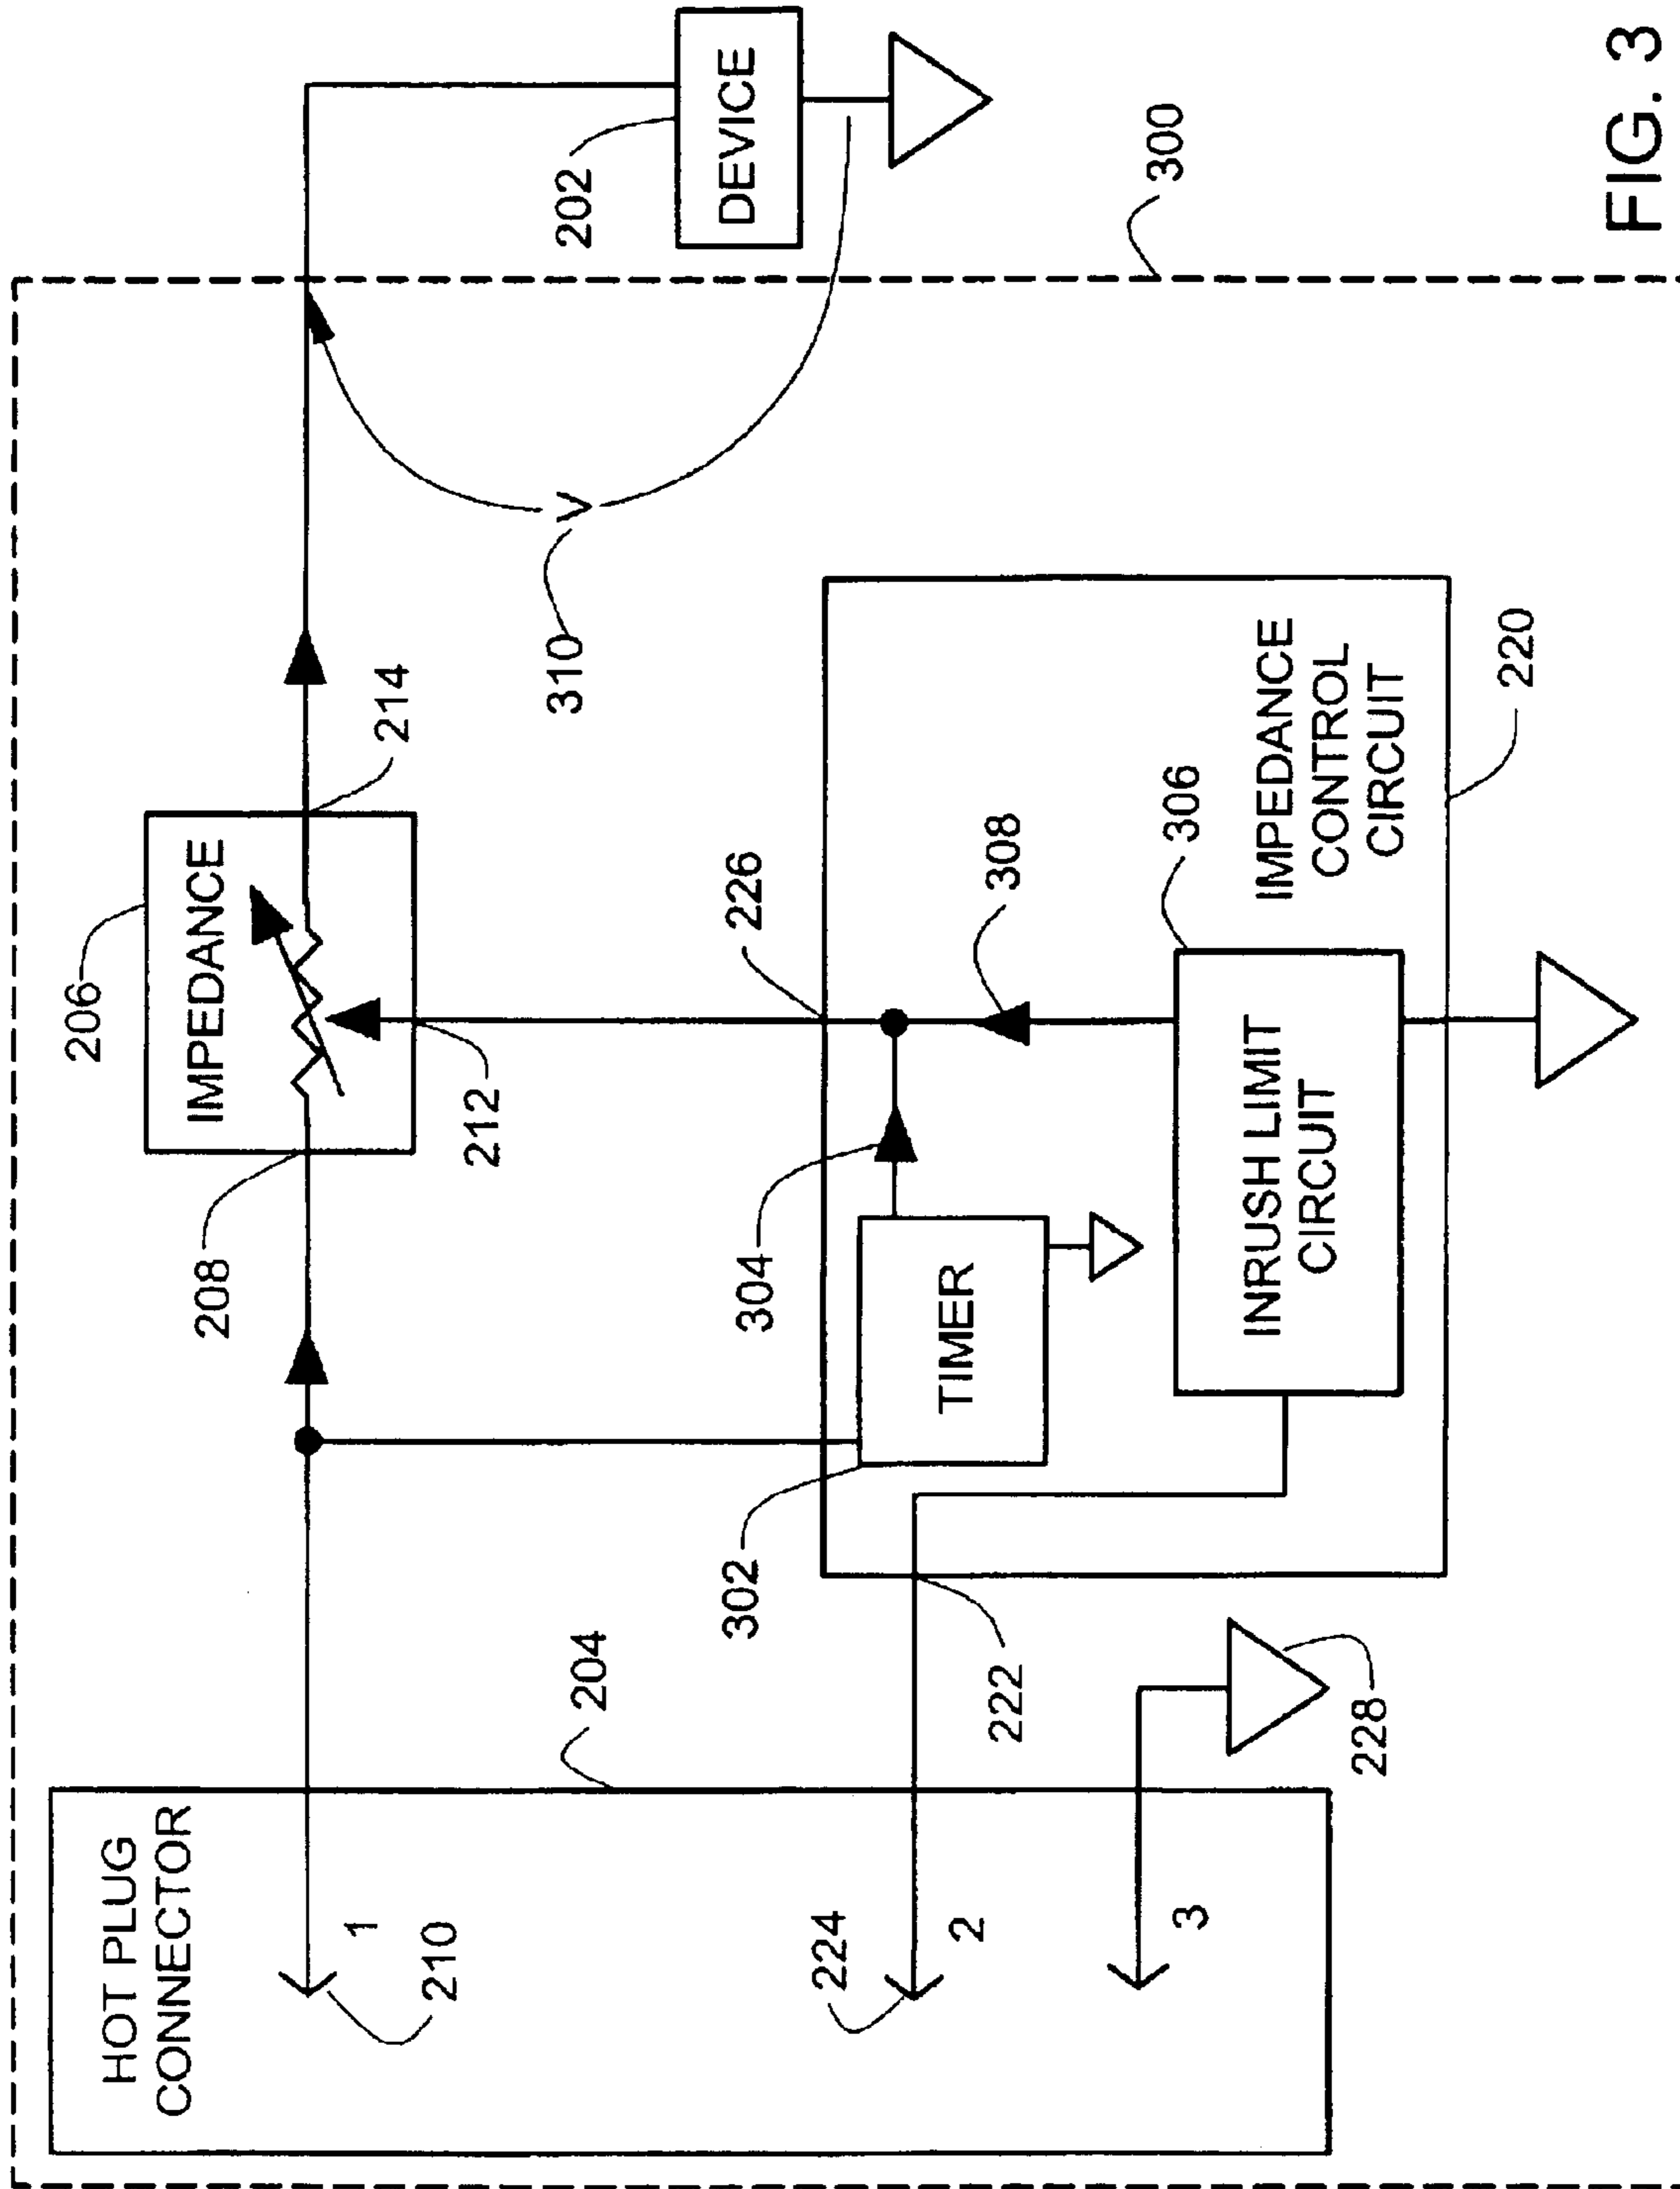 HOT PLUG
CONNECTOR
1
210
224
2
3
204
228
222
208
206
IMPEDANCE
214
212
226
302
TIMER
304
308
306
INRUSH LIMIT
CIRCUIT
IMPEDANCE
CONTROL
CIRCUIT
220
310
V
202
DEVICE
300
FIG. 3